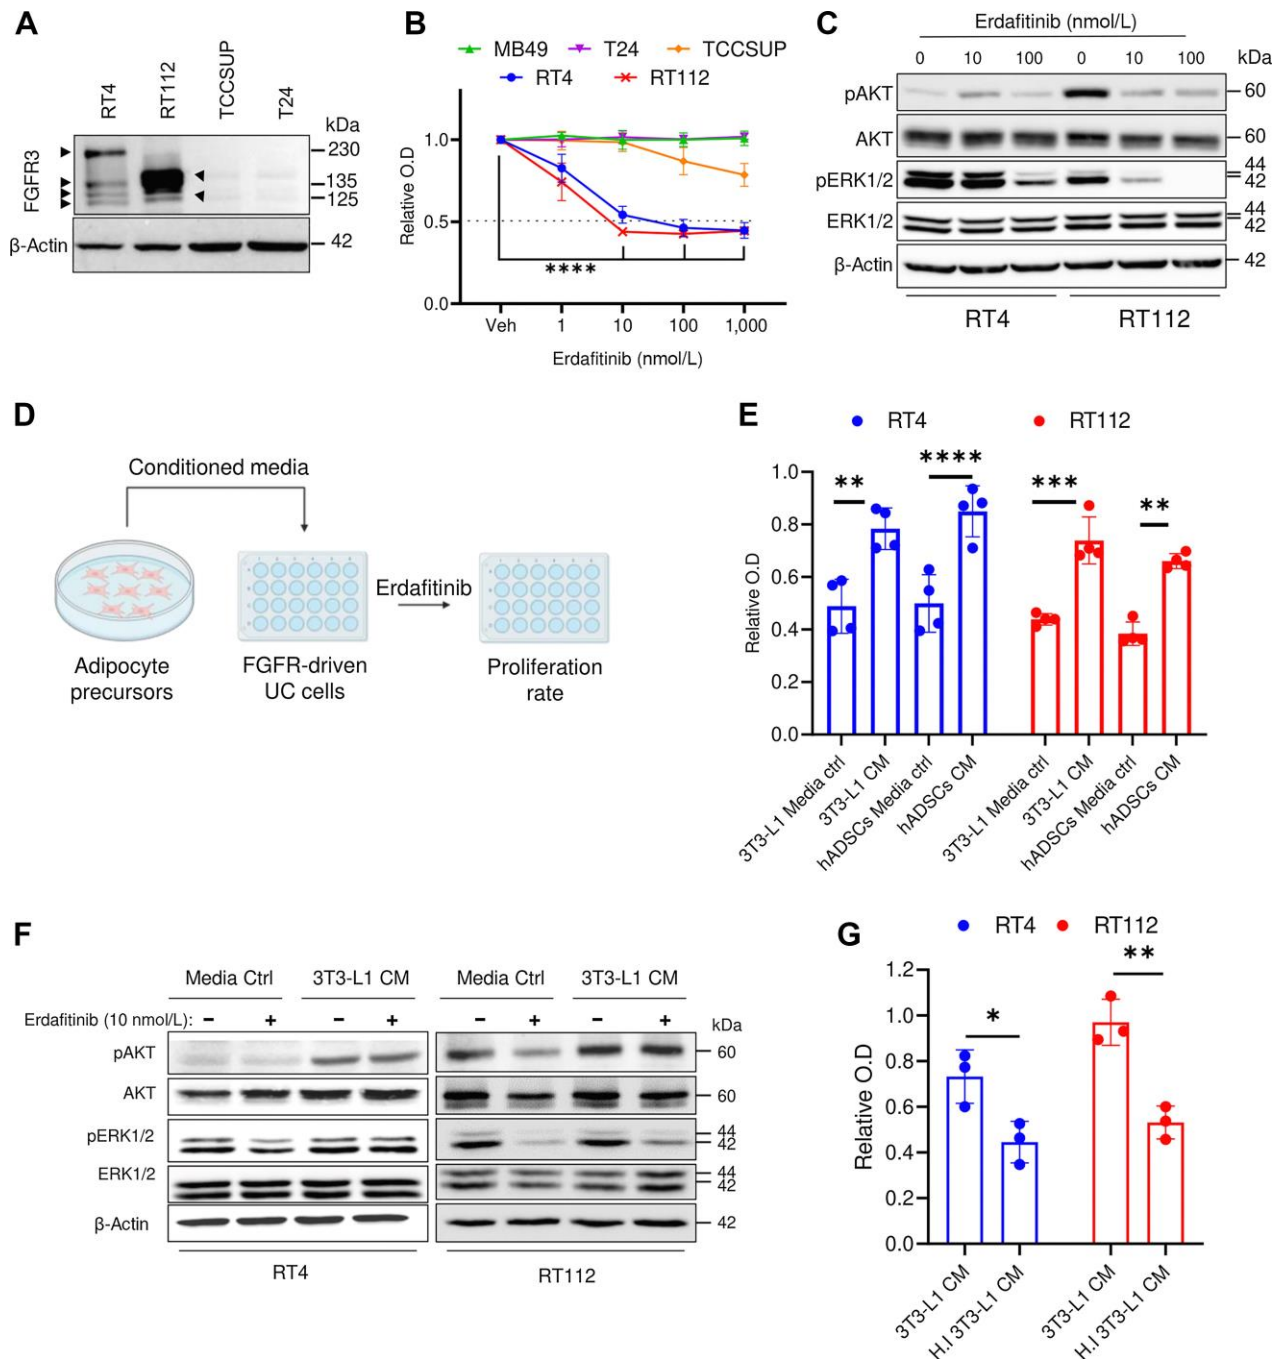 A
RT4
RT112
TCCSUP
T24
kDa
FGFR3
230
135
125
β-Actin
42
B
MB49 T24 TCCSUP
RT4 RT112
Relative O.D
1.0
0.5
0.0
****
Veh 1 10 100 1,000
Erdafitinib (nmol/L)
C
Erdafitinib (nmol/L)
0 10 100 0 10 100 kDa
pAKT 60
AKT 60
pERK1/2 44
42
ERK1/2 44
42
β-Actin 42
RT4 RT112
D
Conditioned media
Erdafitinib
Adipocyte
precursors
FGFR-driven
UC cells
Proliferation
rate
E
RT4 RT112
Relative O.D
1.0
0.8
0.6
0.4
0.2
0.0
** **** *** **
3T3-L1 Media ctrl
3T3-L1 CM
hADSCs Media ctrl
hADSCs CM
3T3-L1 Media ctrl
3T3-L1 CM
hADSCs Media ctrl
hADSCs CM
F
Media Ctrl 3T3-L1 CM Media Ctrl 3T3-L1 CM
Erdafitinib (10 nmol/L): − + − + − + − + kDa
pAKT 60
AKT 60
pERK1/2 44
42
ERK1/2 44
42
β-Actin 42
RT4 RT112
G
RT4 RT112
Relative O.D
1.2
1.0
0.8
0.6
0.4
0.2
0.0
* **
3T3-L1 CM
H.I 3T3-L1 CM
3T3-L1 CM
H.I 3T3-L1 CM